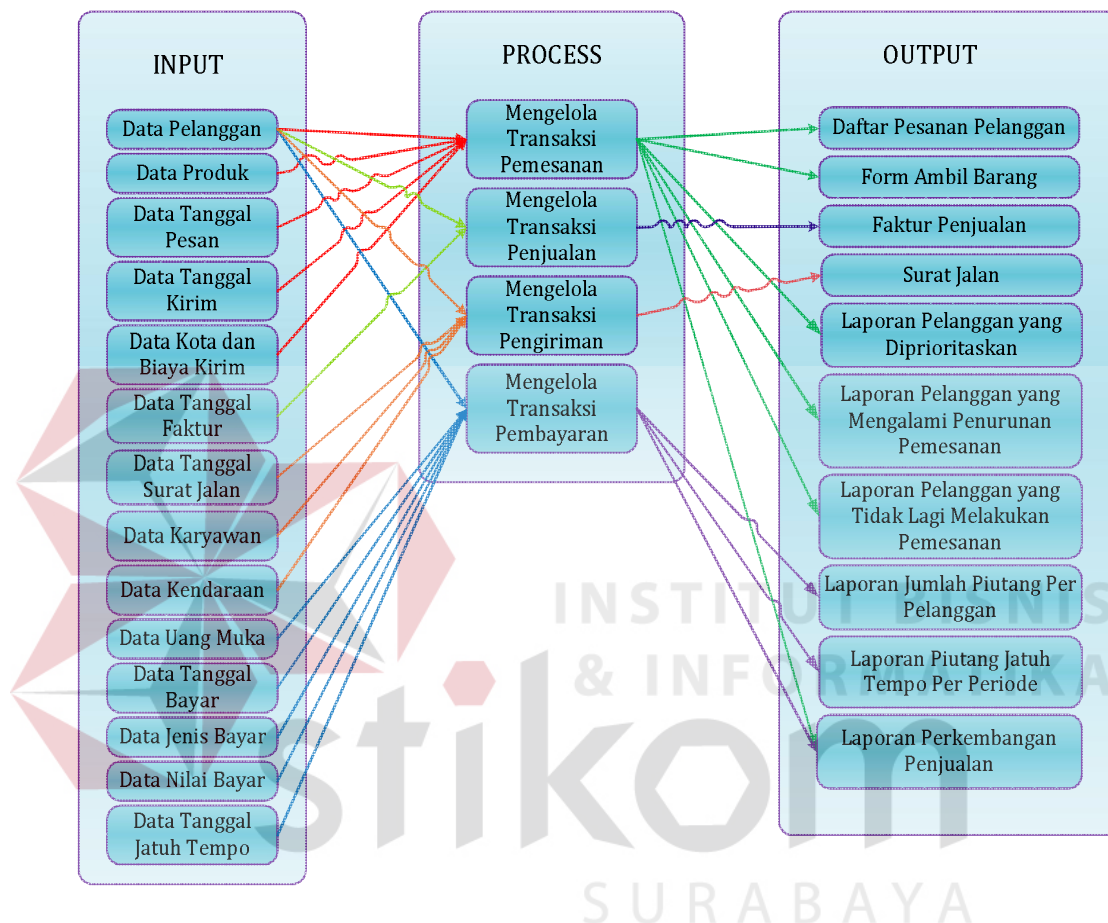 INPUT
Data Pelanggan
Data Produk
Data Tanggal
Pesan
Data Tanggal
Kirim
Data Kota dan
Biaya Kirim
Data Tanggal
Faktur
Data Tanggal
Surat Jalan
Data Karyawan
Data Kendaraan
Data Uang Muka
Data Tanggal
Bayar
Data Jenis Bayar
Data Nilai Bayar
Data Tanggal
Jatuh Tempo
PROCESS
Mengelola
Transaksi
Pemesanan
Mengelola
Transaksi
Penjualan
Mengelola
Transaksi
Pengiriman
Mengelola
Transaksi
Pembayaran
OUTPUT
Daftar Pesanan Pelanggan
Form Ambil Barang
Faktur Penjualan
Surat Jalan
Laporan Pelanggan yang
Diprioritaskan
Laporan Pelanggan yang
Mengalami Penurunan
Pemesanan
Laporan Pelanggan yang
Tidak Lagi Melakukan
Pemesanan
Laporan Jumlah Piutang Per
Pelanggan
Laporan Piutang Jatuh
Tempo Per Periode
Laporan Perkembangan
Penjualan
INSTITUT BISNIS
& INFORMATIKA
stikom
SURABAYA